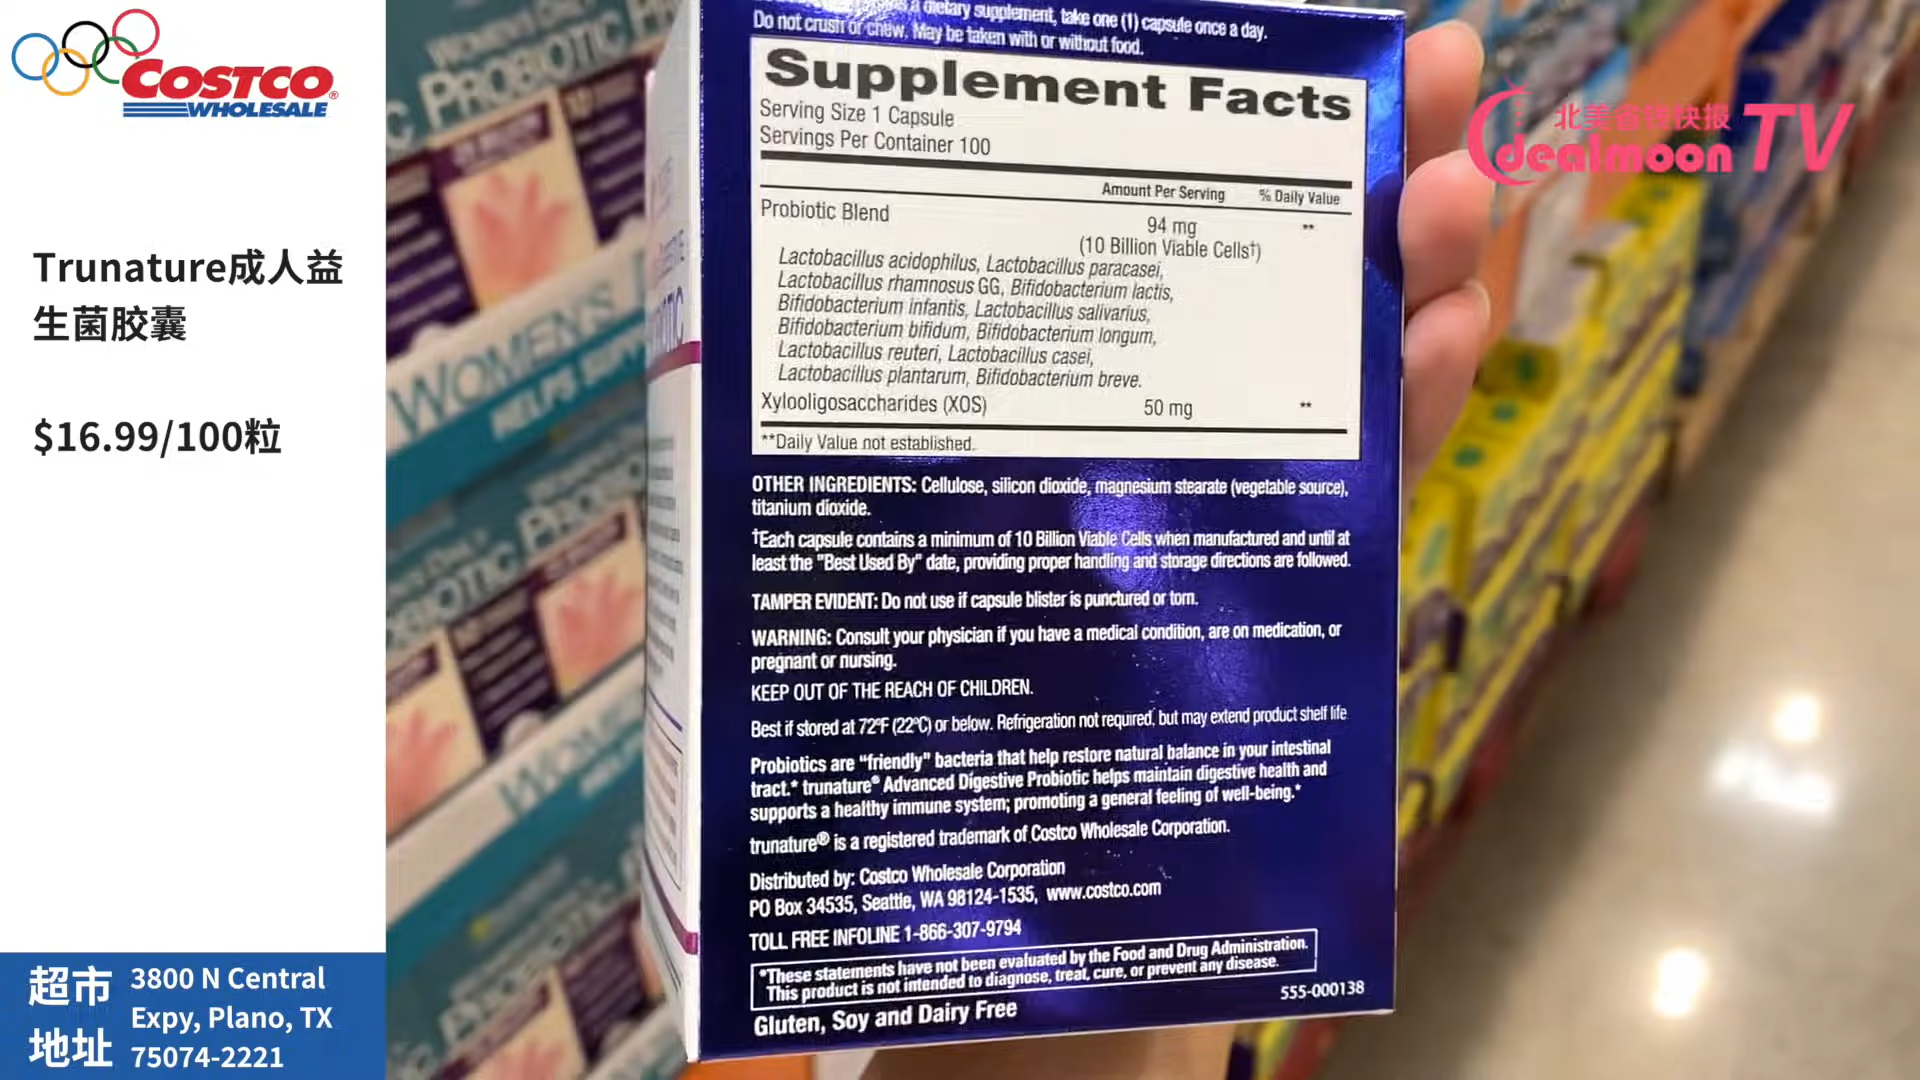 COSTCO
WHOLESALE
Trunature成人益
生菌胶囊
$16.99/100粒
超市
地址
3800 N Central
Expy, Plano, TX
75074-2221
北美省钱快报
dealmoon TV
a dietary supplement, take one (1) capsule once a day.
Do not crush or chew. May be taken with or without food.
Supplement Facts
Serving Size 1 Capsule
Servings Per Container 100
Amount Per Serving % Daily Value
Probiotic Blend 94 mg **
(10 Billion Viable Cells†)
Lactobacillus acidophilus, Lactobacillus paracasei,
Lactobacillus rhamnosus GG, Bifidobacterium lactis,
Bifidobacterium infantis, Lactobacillus salivarius,
Bifidobacterium bifidum, Bifidobacterium longum,
Lactobacillus reuteri, Lactobacillus casei,
Lactobacillus plantarum, Bifidobacterium breve.
Xylooligosaccharides (XOS) 50 mg **
**Daily Value not established.
OTHER INGREDIENTS: Cellulose, silicon dioxide, magnesium stearate (vegetable source),
titanium dioxide.
†Each capsule contains a minimum of 10 Billion Viable Cells when manufactured and until at
least the "Best Used By" date, providing proper handling and storage directions are followed.
TAMPER EVIDENT: Do not use if capsule blister is punctured or torn.
WARNING: Consult your physician if you have a medical condition, are on medication, or
pregnant or nursing.
KEEP OUT OF THE REACH OF CHILDREN.
Best if stored at 72°F (22°C) or below. Refrigeration not required, but may extend product shelf life
Probiotics are "friendly" bacteria that help restore natural balance in your intestinal
tract.* trunature® Advanced Digestive Probiotic helps maintain digestive health and
supports a healthy immune system; promoting a general feeling of well-being.*
trunature® is a registered trademark of Costco Wholesale Corporation.
Distributed by: Costco Wholesale Corporation
PO Box 34535, Seattle, WA 98124-1535, www.costco.com
TOLL FREE INFOLINE 1-866-307-9794
*These statements have not been evaluated by the Food and Drug Administration.
This product is not intended to diagnose, treat, cure, or prevent any disease.
555-000138
Gluten, Soy and Dairy Free
PROBIOTIC
WOMEN'S
HELPS